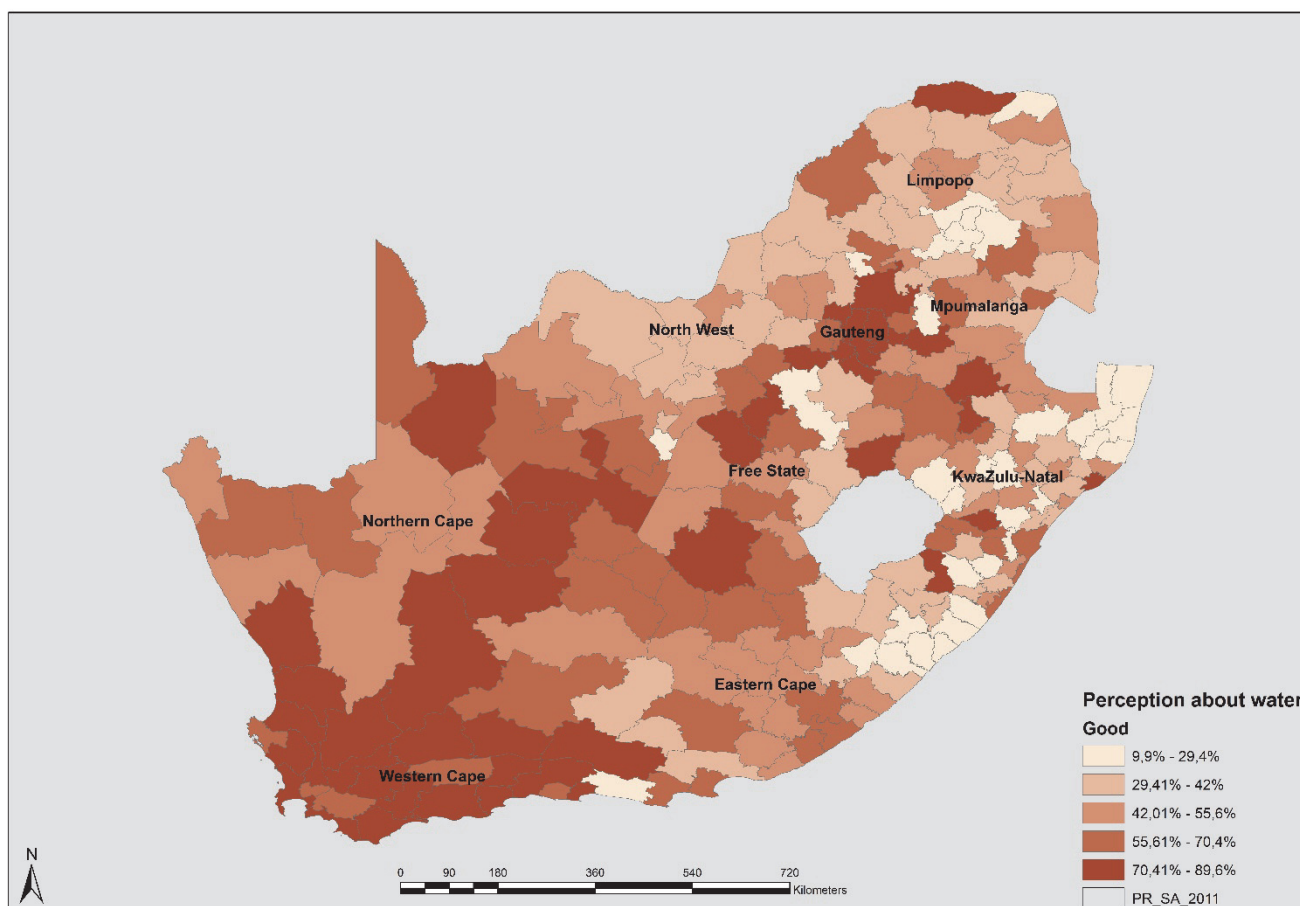 Limpopo
Mpumalanga
North West
Gauteng
Free State
KwaZulu-Natal
Northern Cape
Eastern Cape
Western Cape
Perception about water
Good
9,9% - 29,4%
29,41% - 42%
42,01% - 55,6%
55,61% - 70,4%
70,41% - 89,6%
PR_SA_2011
N
0 90 180 360 540 720
Kilometers